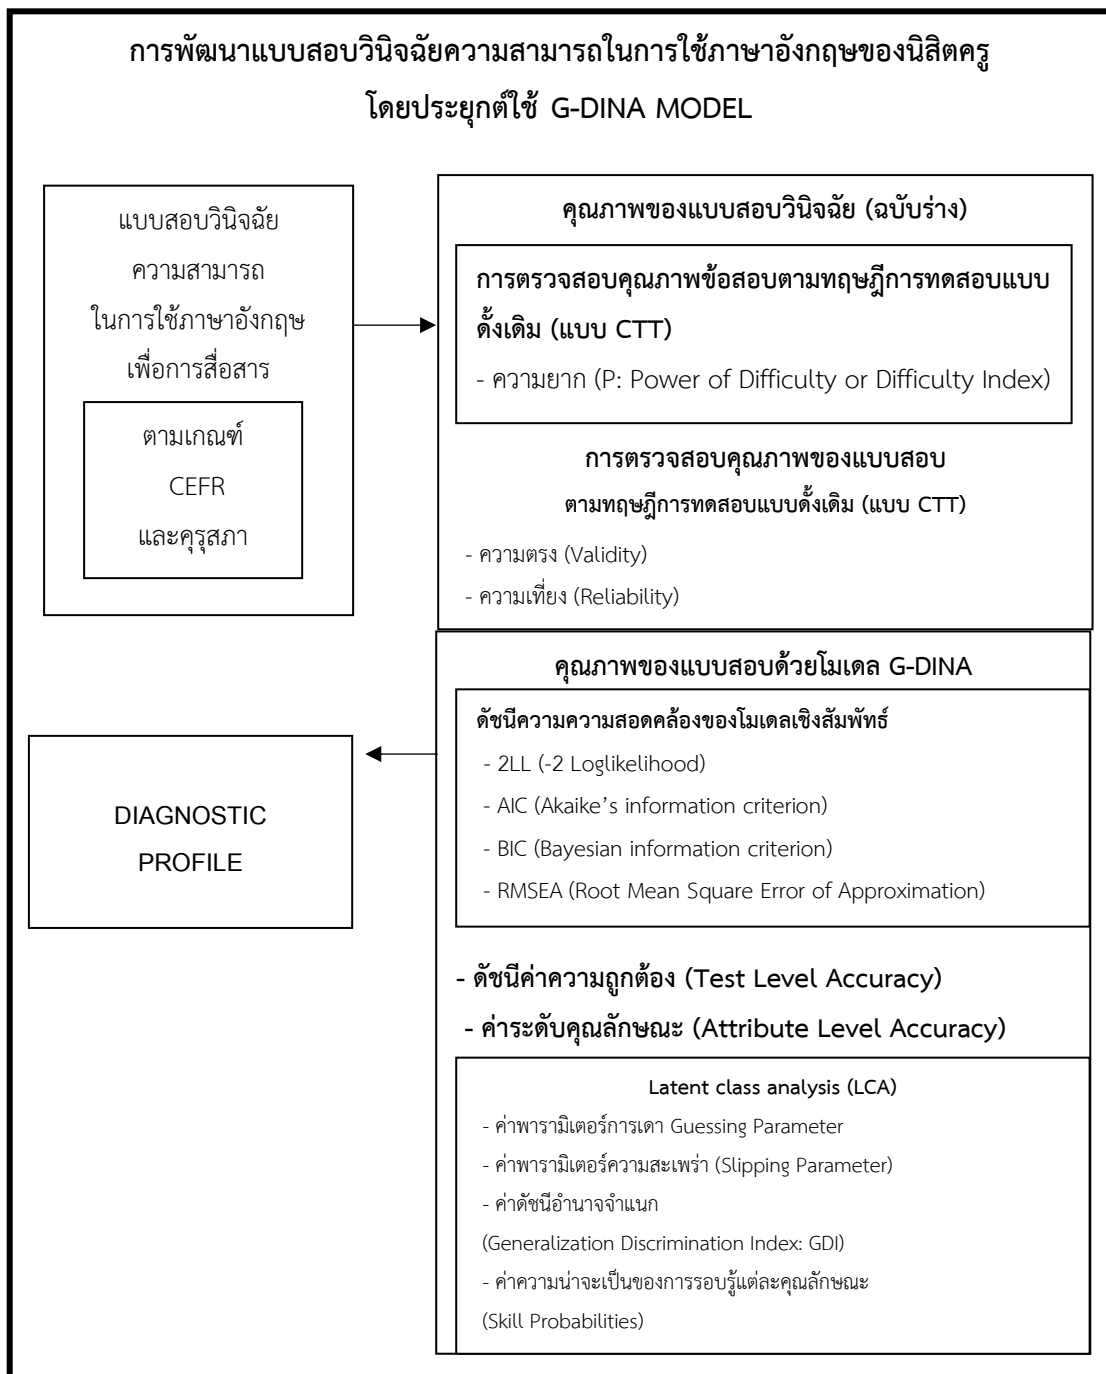 การพัฒนาแบบสอบวินิจฉัยความสามารถในการใช้ภาษาอังกฤษของนิสิตครู
โดยประยุกต์ใช้ G-DINA MODEL
แบบสอบวินิจฉัย
ความสามารถ
ในการใช้ภาษาอังกฤษ
เพื่อการสื่อสาร
ตามเกณฑ์
CEFR
และคุรุสภา
คุณภาพของแบบสอบวินิจฉัย (ฉบับร่าง)
การตรวจสอบคุณภาพข้อสอบตามทฤษฎีการทดสอบแบบ
ดั้งเดิม (แบบ CTT)
- ความยาก (P: Power of Difficulty or Difficulty Index)
การตรวจสอบคุณภาพของแบบสอบ
ตามทฤษฎีการทดสอบแบบดั้งเดิม (แบบ CTT)
- ความตรง (Validity)
- ความเที่ยง (Reliability)
คุณภาพของแบบสอบด้วยโมเดล G-DINA
ดัชนีความความสอดคล้องของโมเดลเชิงสัมพัทธ์
- 2LL (-2 Loglikelihood)
- AIC (Akaike’s information criterion)
- BIC (Bayesian information criterion)
- RMSEA (Root Mean Square Error of Approximation)
DIAGNOSTIC
PROFILE
- ดัชนีค่าความถูกต้อง (Test Level Accuracy)
- ค่าระดับคุณลักษณะ (Attribute Level Accuracy)
Latent class analysis (LCA)
- ค่าพารามิเตอร์การเดา Guessing Parameter
- ค่าพารามิเตอร์ความสะเพร่า (Slipping Parameter)
- ค่าดัชนีอำนาจจำแนก
(Generalization Discrimination Index: GDI)
- ค่าความน่าจะเป็นของการรอบรู้แต่ละคุณลักษณะ
(Skill Probabilities)